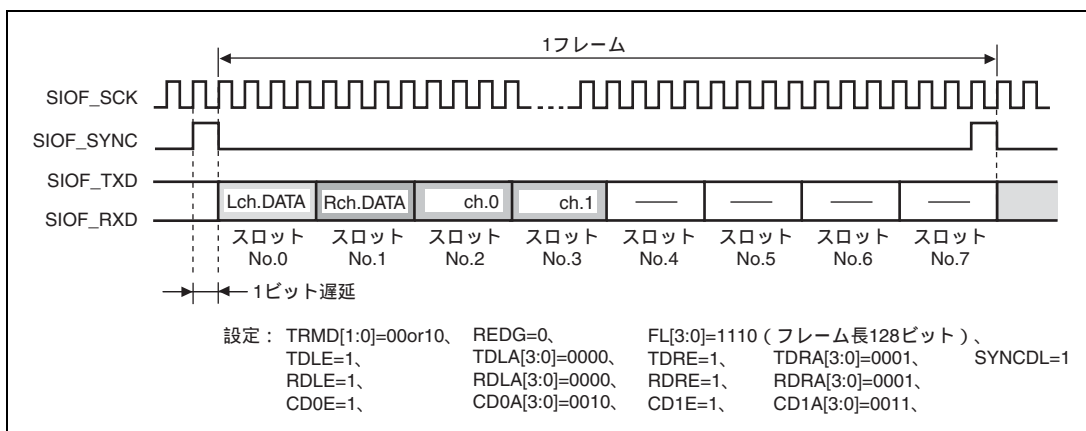 1フレーム
SIOF_SCK
SIOF_SYNC
SIOF_TXD
SIOF_RXD
Lch.DATA Rch.DATA ch.0 ch.1 —— —— —— ——
スロット スロット スロット スロット スロット スロット スロット スロット
No.0 No.1 No.2 No.3 No.4 No.5 No.6 No.7
1ビット遅延
設定： TRMD[1:0]=00or10、 REDG=0、 FL[3:0]=1110（フレーム長128ビット）、
TDLE=1、 TDLA[3:0]=0000、 TDRE=1、 TDRA[3:0]=0001、 SYNCDL=1
RDLE=1、 RDLA[3:0]=0000、 RDRE=1、 RDRA[3:0]=0001、
CD0E=1、 CD0A[3:0]=0010、 CD1E=1、 CD1A[3:0]=0011、